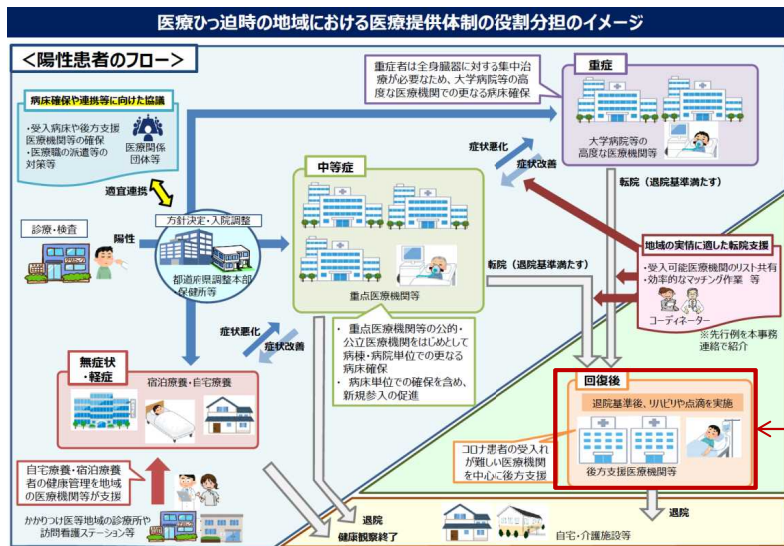 医療ひっ迫時の地域における医療提供体制の役割分担のイメージ
＜陽性患者のフロー＞
重症者は全身臓器に対する集中治
療が必要なため、大学病院等の高
度な医療機関での更なる病床確保
重症
大学病院等の
高度な医療機関等
病床確保や連携等に向けた協議
・受入病床や後方支援
医療機関等の確保
・医療職の派遣等の
対策等
医療関係
団体等
適宜連携
診療・検査
陽性
方針決定・入院調整
都道府県調整本部
保健所等
中等症
重点医療機関等
症状悪化
症状改善
転院（退院基準満たす）
転院（退院基準満たす）
地域の実情に適した転院支援
・受入可能医療機関のリスト共有
・効率的なマッチング作業 等
コーディネーター
※先行例を本事務
連絡で紹介
・ 重点医療機関等の公的・
公立医療機関をはじめとして
病棟・病院単位での更なる
病床確保
・ 病床単位での確保を含め、
新規参入の促進
症状悪化
症状改善
無症状
・軽症
宿泊療養・自宅療養
回復後
退院基準後、リハビリや点滴を実施
後方支援医療機関等
コロナ患者の受入れ
が難しい医療機関
を中心に後方支援
自宅療養・宿泊療養
者の健康管理を地域
の医療機関等が支援
かかりつけ医等地域の診療所や
訪問看護ステーション等
退院
健康観察終了
退院
自宅・介護施設等